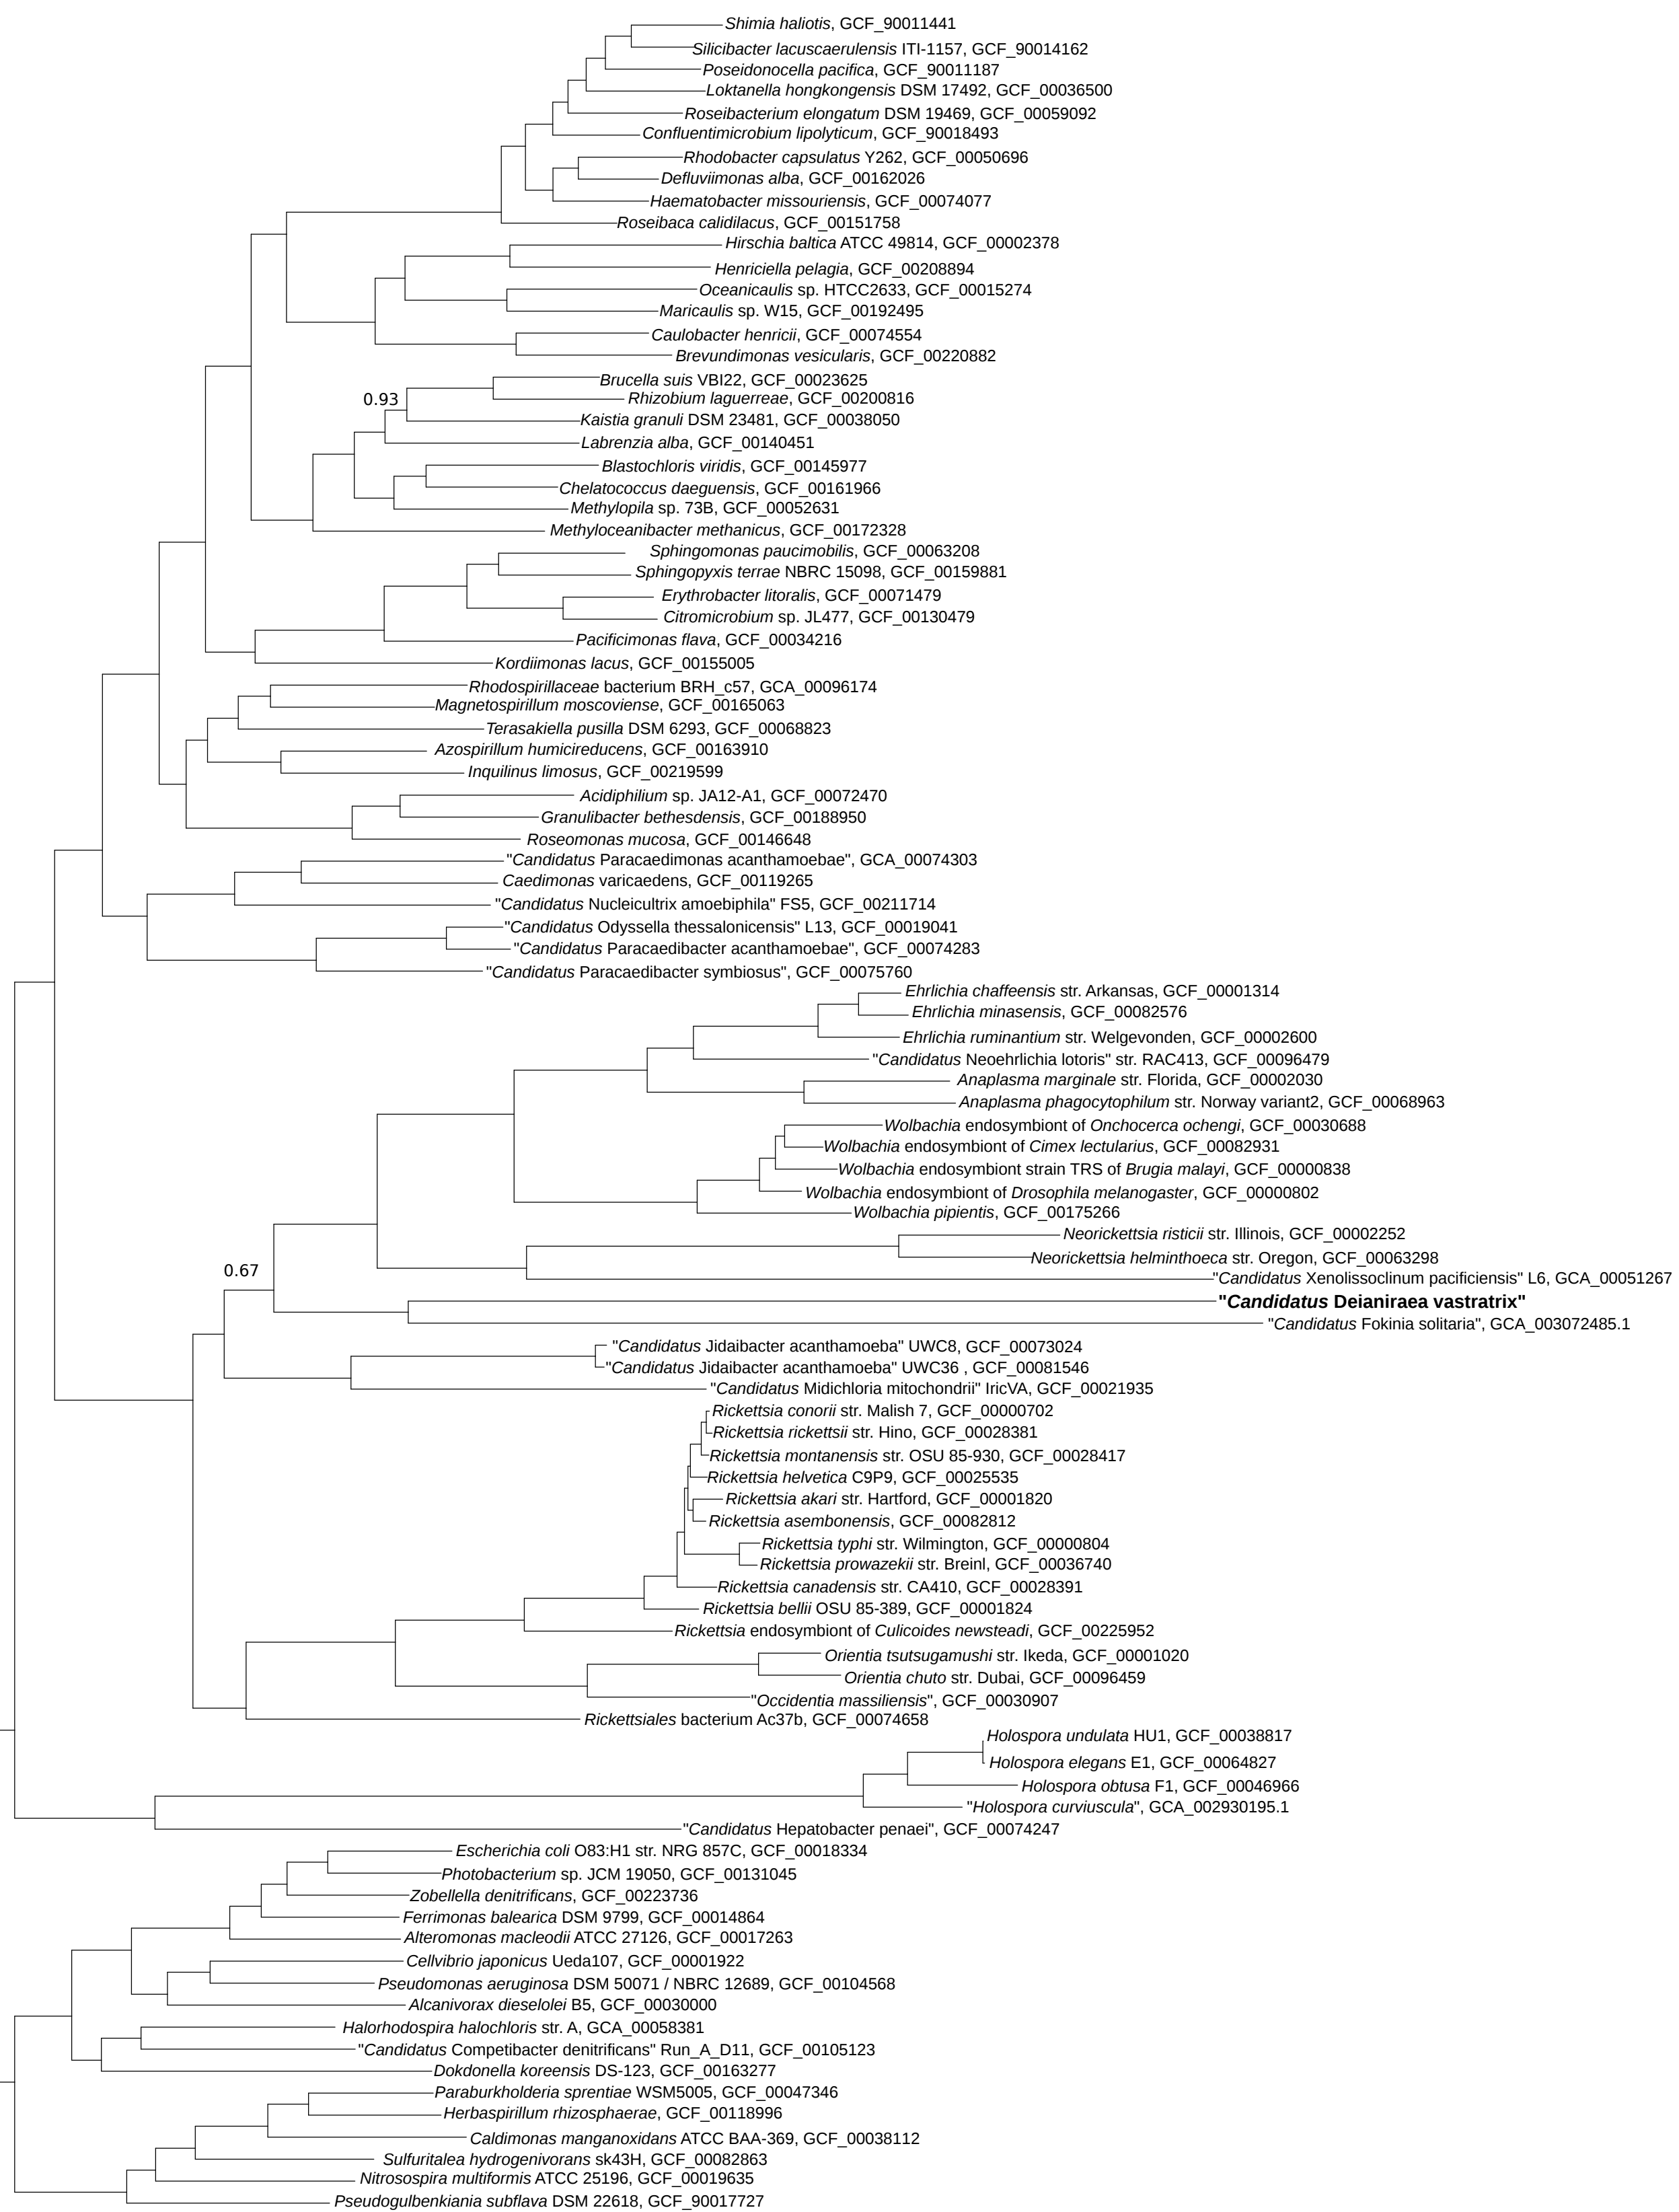 Shimia haliotis, GCF_90011441
Silicibacter lacuscaerulensis ITI-1157, GCF_90014162
Poseidonocella pacifica, GCF_90011187
Loktanella hongkongensis DSM 17492, GCF_00036500
Roseibacterium elongatum DSM 19469, GCF_00059092
Confluentimicrobium lipolyticum, GCF_90018493
Rhodobacter capsulatus Y262, GCF_00050696
Defluviimonas alba, GCF_00162026
Haematobacter missouriensis, GCF_00074077
Roseibaca calidilacus, GCF_00151758
Hirschia baltica ATCC 49814, GCF_00002378
Henriciella pelagia, GCF_00208894
Oceanicaulis sp. HTCC2633, GCF_00015274
Maricaulis sp. W15, GCF_00192495
Caulobacter henricii, GCF_00074554
Brevundimonas vesicularis, GCF_00220882
Brucella suis VBI22, GCF_00023625
0.93
Rhizobium laguerreae, GCF_00200816
Kaistia granuli DSM 23481, GCF_00038050
Labrenzia alba, GCF_00140451
Blastochloris viridis, GCF_00145977
Chelatococcus daeguensis, GCF_00161966
Methylopila sp. 73B, GCF_00052631
Methyloceanibacter methanicus, GCF_00172328
Sphingomonas paucimobilis, GCF_00063208
Sphingopyxis terrae NBRC 15098, GCF_00159881
Erythrobacter litoralis, GCF_00071479
Citromicrobium sp. JL477, GCF_00130479
Pacificimonas flava, GCF_00034216
Kordiimonas lacus, GCF_00155005
Rhodospirillaceae bacterium BRH_c57, GCA_00096174
Magnetospirillum moscoviense, GCF_00165063
Terasakiella pusilla DSM 6293, GCF_00068823
Azospirillum humicireducens, GCF_00163910
Inquilinus limosus, GCF_00219599
Acidiphilium sp. JA12-A1, GCF_00072470
Granulibacter bethesdensis, GCF_00188950
Roseomonas mucosa, GCF_00146648
"Candidatus Paracaedimonas acanthamoebae", GCA_00074303
Caedimonas varicaedens, GCF_00119265
"Candidatus Nucleicultrix amoebiphila" FS5, GCF_00211714
"Candidatus Odyssella thessalonicensis" L13, GCF_00019041
"Candidatus Paracaedibacter acanthamoebae", GCF_00074283
"Candidatus Paracaedibacter symbiosus", GCF_00075760
Ehrlichia chaffeensis str. Arkansas, GCF_00001314
Ehrlichia minasensis, GCF_00082576
Ehrlichia ruminantium str. Welgevonden, GCF_00002600
"Candidatus Neoehrlichia lotoris" str. RAC413, GCF_00096479
Anaplasma marginale str. Florida, GCF_00002030
Anaplasma phagocytophilum str. Norway variant2, GCF_00068963
Wolbachia endosymbiont of Onchocerca ochengi, GCF_00030688
Wolbachia endosymbiont of Cimex lectularius, GCF_00082931
Wolbachia endosymbiont strain TRS of Brugia malayi, GCF_00000838
Wolbachia endosymbiont of Drosophila melanogaster, GCF_00000802
Wolbachia pipientis, GCF_00175266
Neorickettsia risticii str. Illinois, GCF_00002252
Neorickettsia helminthoeca str. Oregon, GCF_00063298
0.67
"Candidatus Xenolissoclinum pacificiensis" L6, GCA_00051267
"Candidatus Deianiraea vastratrix"
"Candidatus Fokinia solitaria", GCA_003072485.1
"Candidatus Jidaibacter acanthamoeba" UWC8, GCF_00073024
"Candidatus Jidaibacter acanthamoeba" UWC36 , GCF_00081546
"Candidatus Midichloria mitochondrii" IricVA, GCF_00021935
Rickettsia conorii str. Malish 7, GCF_00000702
Rickettsia rickettsii str. Hino, GCF_00028381
Rickettsia montanensis str. OSU 85-930, GCF_00028417
Rickettsia helvetica C9P9, GCF_00025535
Rickettsia akari str. Hartford, GCF_00001820
Rickettsia asembonensis, GCF_00082812
Rickettsia typhi str. Wilmington, GCF_00000804
Rickettsia prowazekii str. Breinl, GCF_00036740
Rickettsia canadensis str. CA410, GCF_00028391
Rickettsia bellii OSU 85-389, GCF_00001824
Rickettsia endosymbiont of Culicoides newsteadi, GCF_00225952
Orientia tsutsugamushi str. Ikeda, GCF_00001020
Orientia chuto str. Dubai, GCF_00096459
"Occidentia massiliensis", GCF_00030907
Rickettsiales bacterium Ac37b, GCF_00074658
Holospora undulata HU1, GCF_00038817
Holospora elegans E1, GCF_00064827
Holospora obtusa F1, GCF_00046966
"Holospora curviuscula", GCA_002930195.1
"Candidatus Hepatobacter penaei", GCF_00074247
Escherichia coli O83:H1 str. NRG 857C, GCF_00018334
Photobacterium sp. JCM 19050, GCF_00131045
Zobellella denitrificans, GCF_00223736
Ferrimonas balearica DSM 9799, GCF_00014864
Alteromonas macleodii ATCC 27126, GCF_00017263
Cellvibrio japonicus Ueda107, GCF_00001922
Pseudomonas aeruginosa DSM 50071 / NBRC 12689, GCF_00104568
Alcanivorax dieselolei B5, GCF_00030000
Halorhodospira halochloris str. A, GCA_00058381
"Candidatus Competibacter denitrificans" Run_A_D11, GCF_00105123
Dokdonella koreensis DS-123, GCF_00163277
Paraburkholderia sprentiae WSM5005, GCF_00047346
Herbaspirillum rhizosphaerae, GCF_00118996
Caldimonas manganoxidans ATCC BAA-369, GCF_00038112
Sulfuritalea hydrogenivorans sk43H, GCF_00082863
Nitrosospira multiformis ATCC 25196, GCF_00019635
Pseudogulbenkiania subflava DSM 22618, GCF_90017727